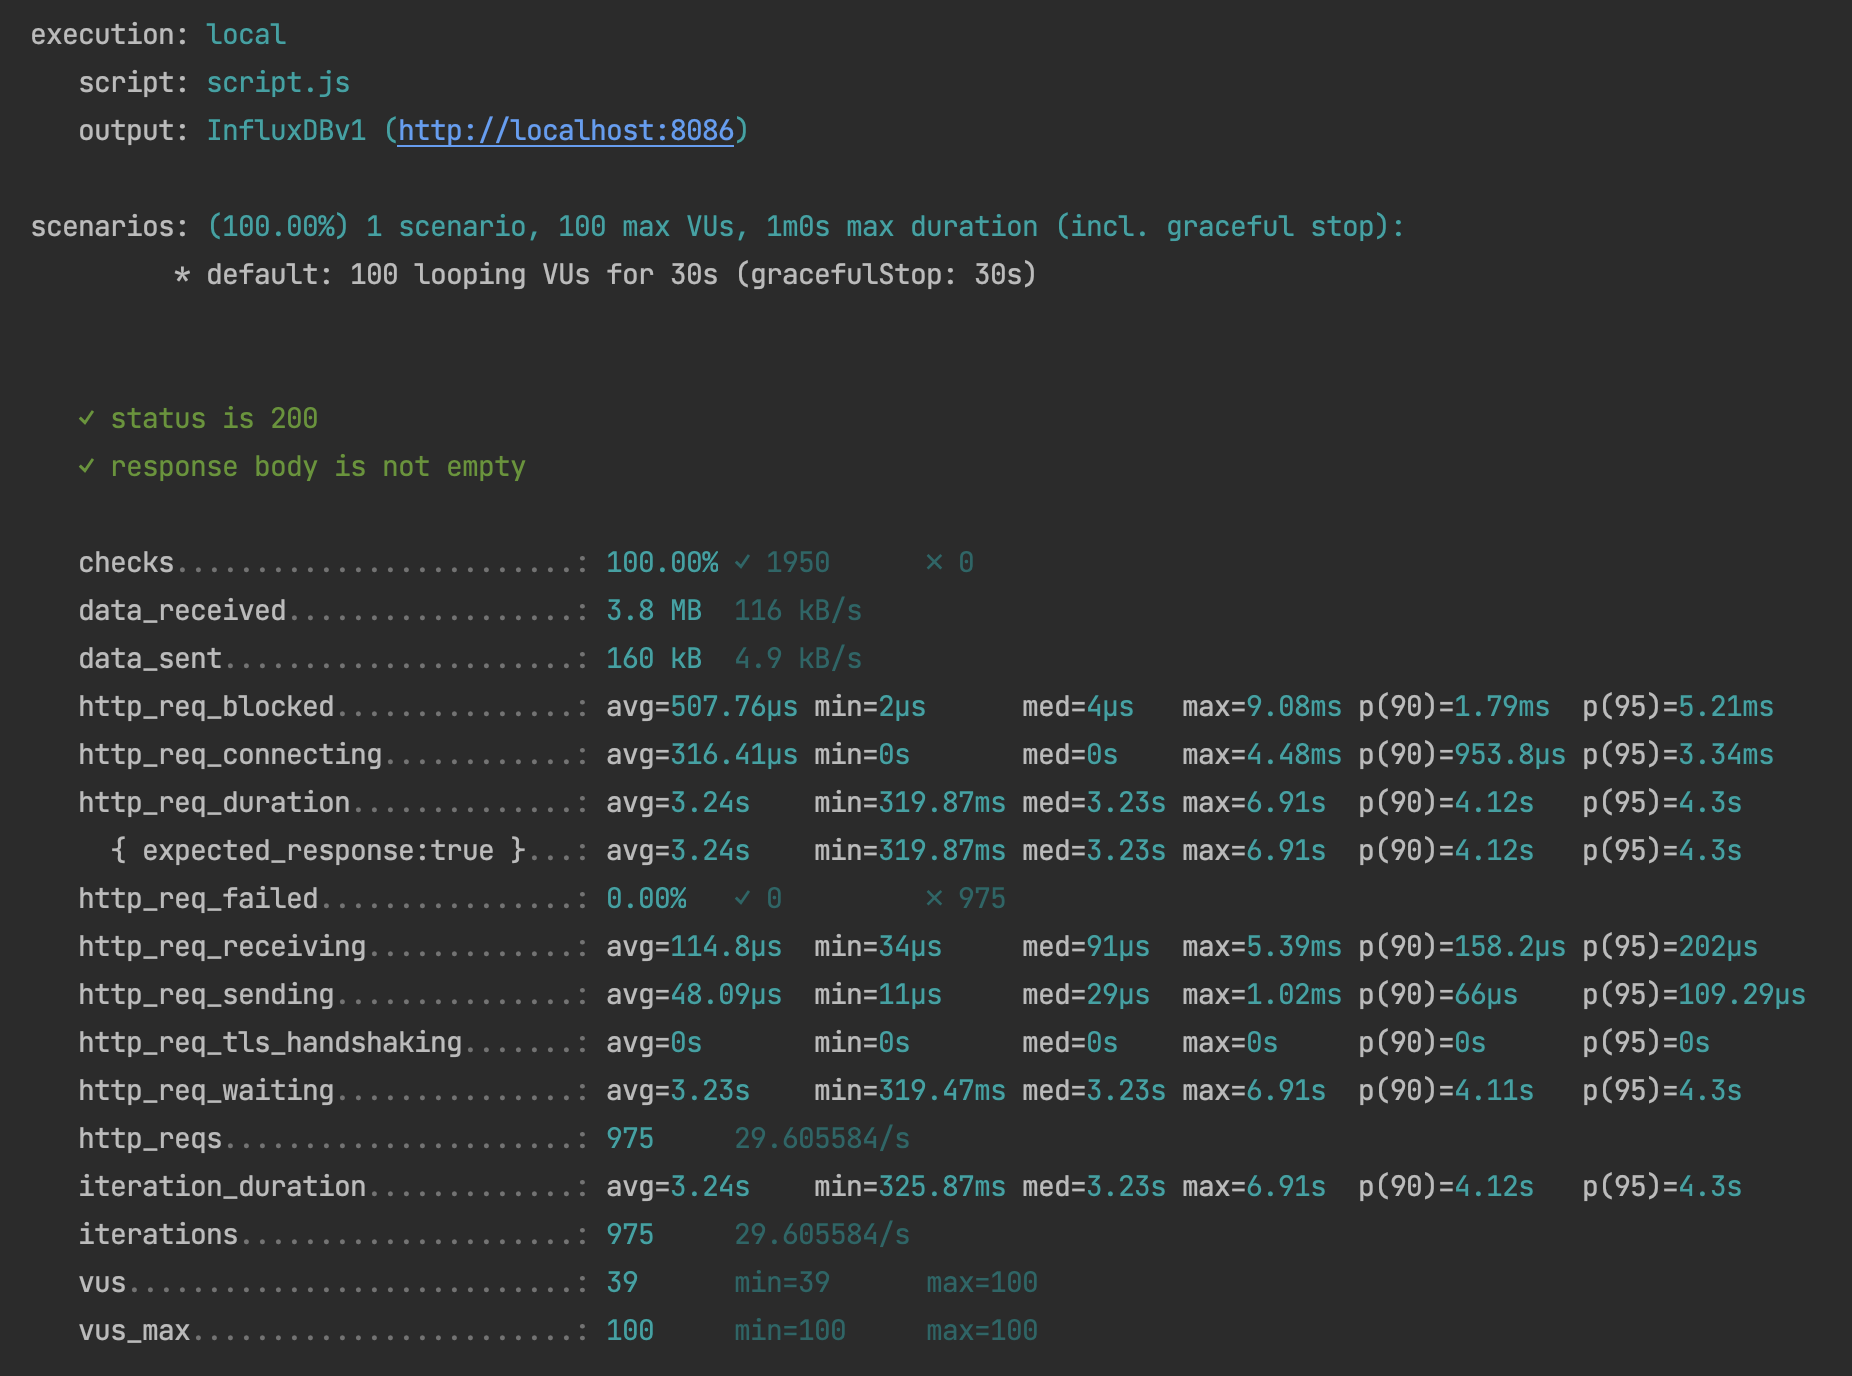 execution: local
script: script.js
output: InfluxDBv1 (http://localhost:8086)
scenarios: (100.00%) 1 scenario, 100 max VUs, 1m0s max duration (incl. graceful stop):
* default: 100 looping VUs for 30s (gracefulStop: 30s)
✓ status is 200
✓ response body is not empty
checks.........................: 100.00% ✓ 1950 ✗ 0
data_received..................: 3.8 MB 116 kB/s
data_sent......................: 160 kB 4.9 kB/s
http_req_blocked...............: avg=507.76µs min=2µs med=4µs max=9.08ms p(90)=1.79ms p(95)=5.21ms
http_req_connecting............: avg=316.41µs min=0s med=0s max=4.48ms p(90)=953.8µs p(95)=3.34ms
http_req_duration..............: avg=3.24s min=319.87ms med=3.23s max=6.91s p(90)=4.12s p(95)=4.3s
{ expected_response:true }...: avg=3.24s min=319.87ms med=3.23s max=6.91s p(90)=4.12s p(95)=4.3s
http_req_failed................: 0.00% ✓ 0 ✗ 975
http_req_receiving.............: avg=114.8µs min=34µs med=91µs max=5.39ms p(90)=158.2µs p(95)=202µs
http_req_sending...............: avg=48.09µs min=11µs med=29µs max=1.02ms p(90)=66µs p(95)=109.29µs
http_req_tls_handshaking.......: avg=0s min=0s med=0s max=0s p(90)=0s p(95)=0s
http_req_waiting...............: avg=3.23s min=319.47ms med=3.23s max=6.91s p(90)=4.11s p(95)=4.3s
http_reqs......................: 975 29.605584/s
iteration_duration.............: avg=3.24s min=325.87ms med=3.23s max=6.91s p(90)=4.12s p(95)=4.3s
iterations.....................: 975 29.605584/s
vus............................: 39 min=39 max=100
vus_max........................: 100 min=100 max=100